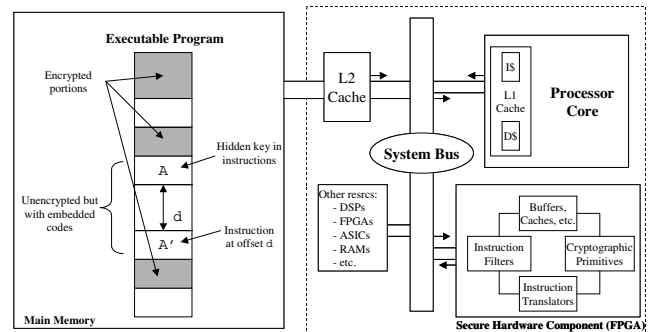 Executable Program
Encrypted
portions
Hidden key in
instructions
A
Unencrypted but
with embedded
codes
d
A'
Instruction
at offset d
Main Memory
L2
Cache
System Bus
I$
L1
Cache
D$
Processor
Core
Other resrcs:
- DSPs
- FPGAs
- ASICs
- RAMs
- etc.
Buffers,
Caches, etc.
Instruction
Filters
Cryptographic
Primitives
Instruction
Translators
Secure Hardware Component (FPGA)